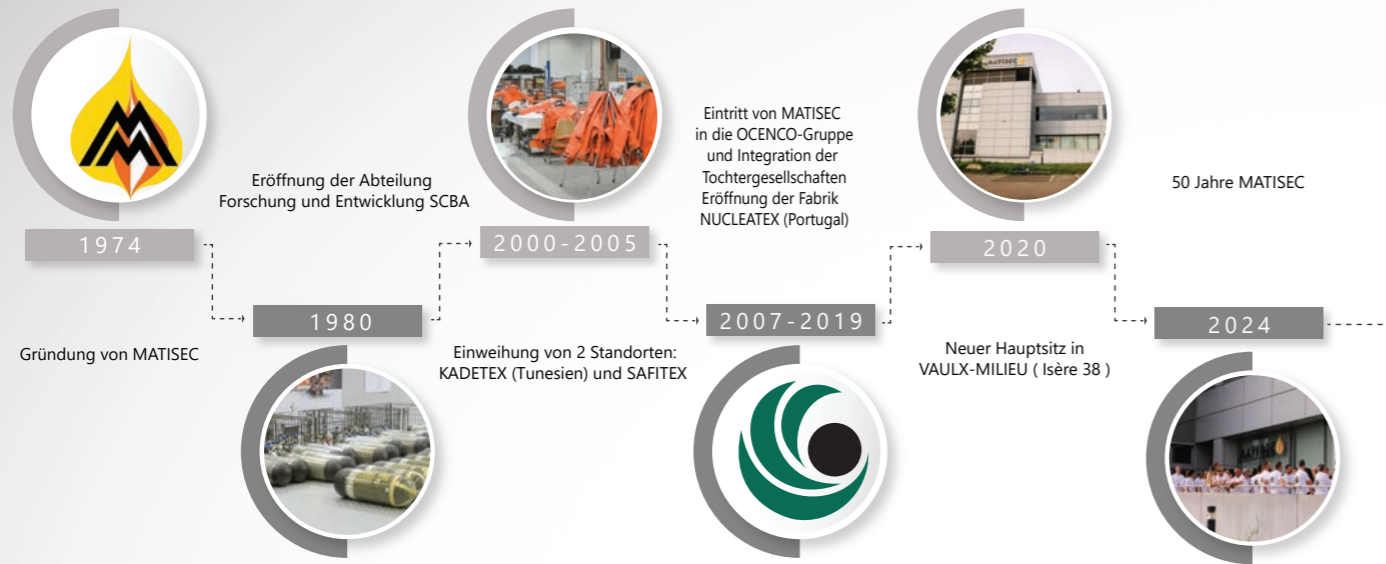 1974
Gründung von MATISEC
Eröffnung der Abteilung
Forschung und Entwicklung SCBA
1980
2000-2005
Einweihung von 2 Standorten:
KADETEX (Tunesien) und SAFITEX
Eintritt von MATISEC
in die OCENCO-Gruppe
und Integration der
Tochtergesellschaften
Eröffnung der Fabrik
NUCLEATEX (Portugal)
2007-2019
MATISEC
2020
Neuer Hauptsitz in
VAULX-MILIEU ( Isère 38 )
50 Jahre MATISEC
2024